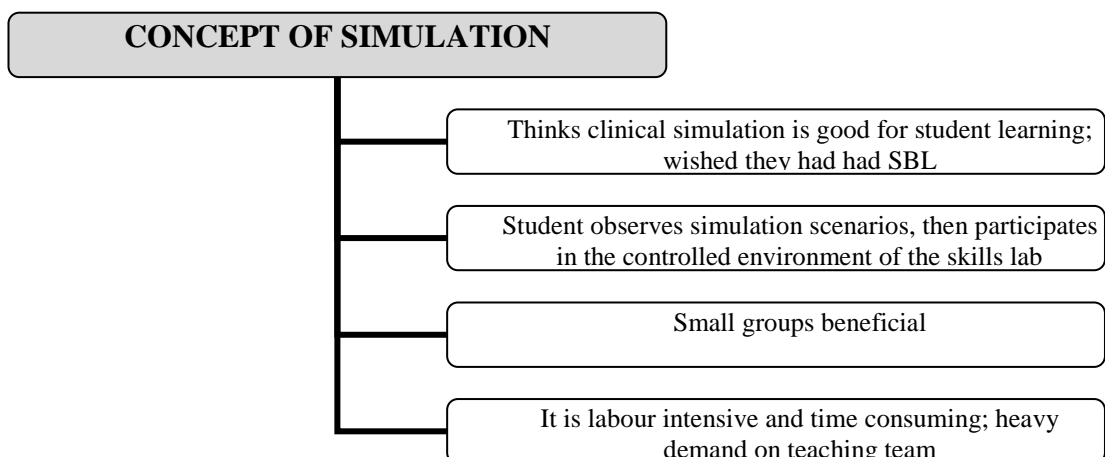 CONCEPT OF SIMULATION
Thinks clinical simulation is good for student learning;
wished they had had SBL
Student observes simulation scenarios, then participates
in the controlled environment of the skills lab
Small groups beneficial
It is labour intensive and time consuming; heavy
demand on teaching team